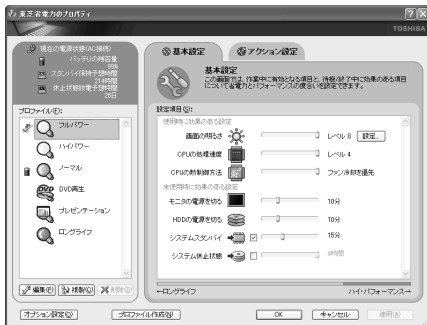 東芝省電力のプロパティ
TOSHIBA
現在の電源状態(AC接続)
バッテリの残容量
99%
スタンバイ保持予想時間
214時間
休止状態放電予想時間
26日
プロファイル(F):
フルパワー
ハイパワー
ノーマル
DVD再生
プレゼンテーション
ロングライフ
編集(P)
複製(C)
削除(D)
基本設定
アクション設定
基本設定
この画面では、作業中に有効となる項目と、待機/終了中に効果のある項目について省電力とパフォーマンスの度合いを設定できます。
設定項目(S):
使用時に効果のある設定
画面の明るさ レベル 8 設定...
CPUの処理速度 レベル 4
CPUの熱制御方法 ファン冷却を優先
未使用時に効果のある設定
モニタの電源を切る 10分
HDDの電源を切る 10分
システムスタンバイ 15分
システム休止状態
←ロングライフ
ハイ・パフォーマンス→
オプション設定(O)
プロファイル作成(N)
OK
キャンセル
適用(A)